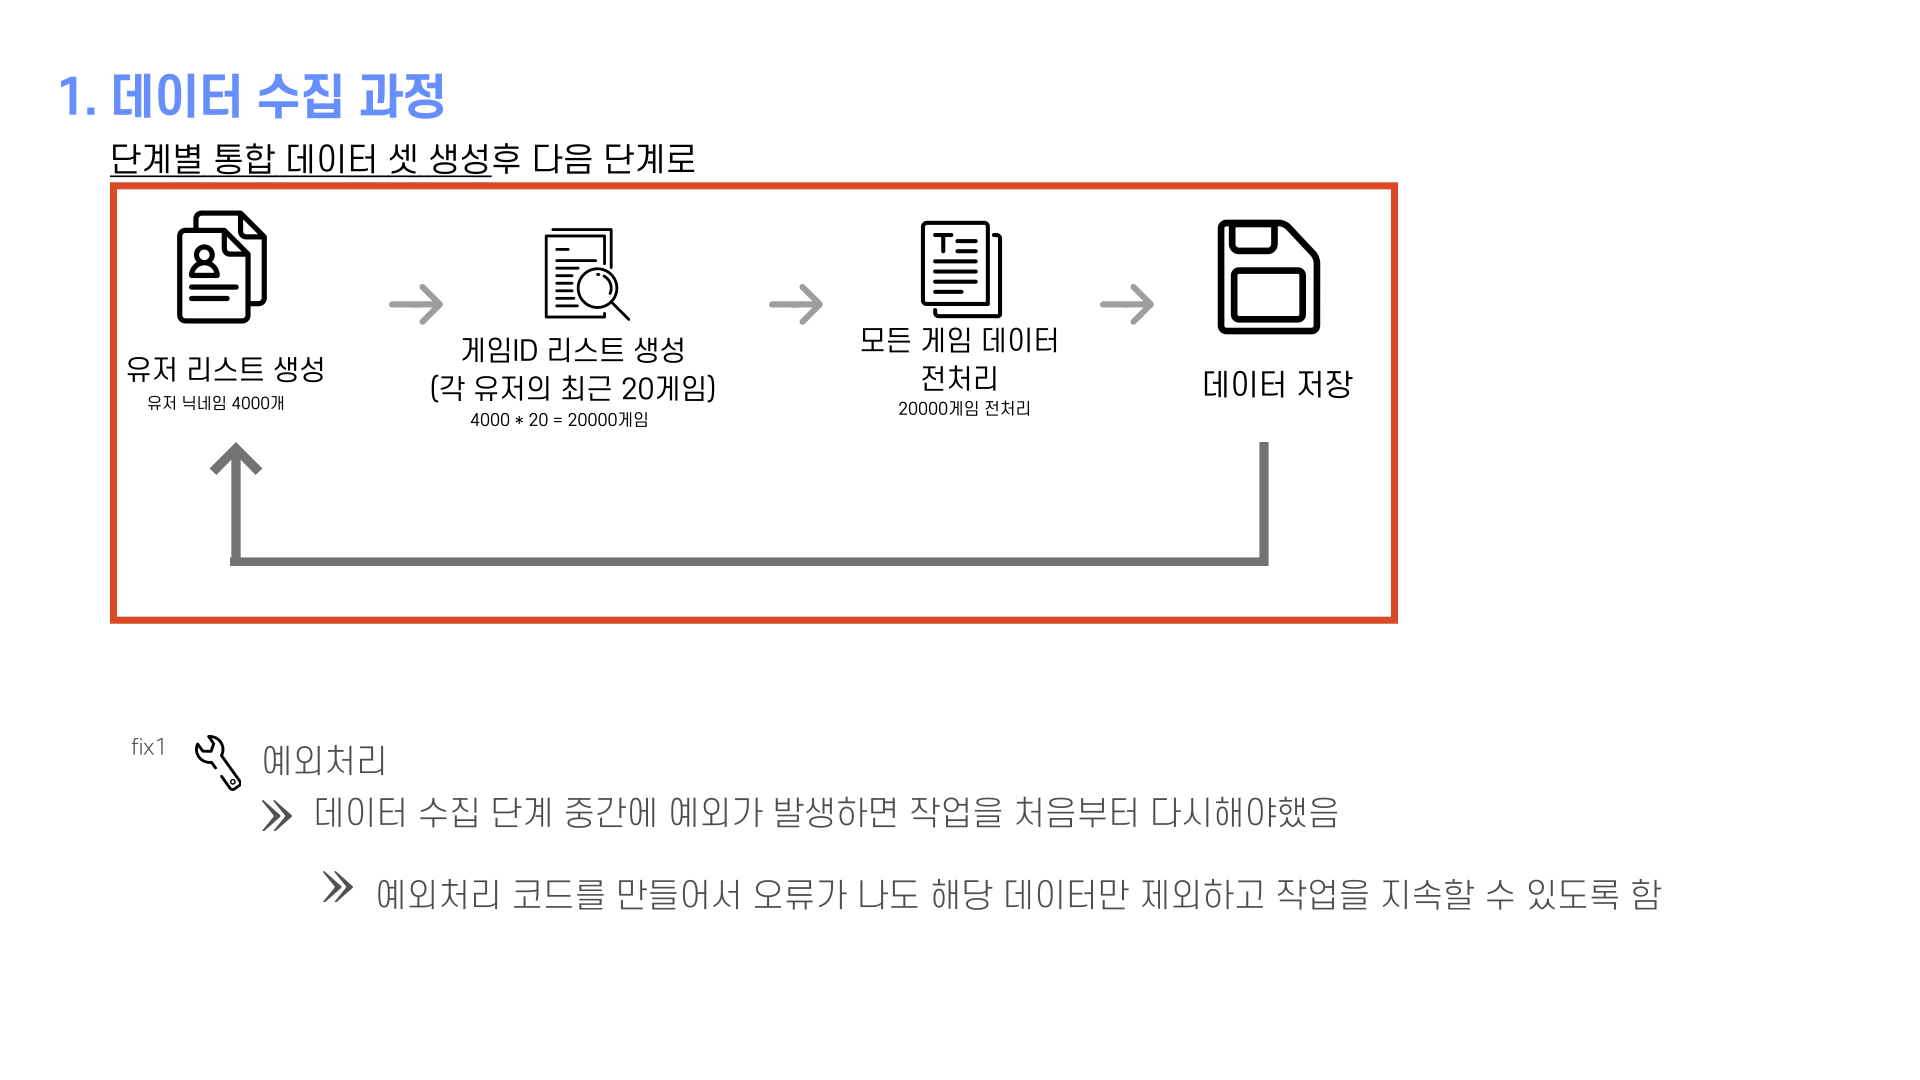 1. 데이터 수집 과정
단계별 통합 데이터 셋 생성후 다음 단계로
유저 리스트 생성
유저 닉네임 4000개
게임ID 리스트 생성
(각 유저의 최근 20게임)
4000 * 20 = 20000게임
모든 게임 데이터
전처리
20000게임 전처리
데이터 저장
fix1
예외처리
데이터 수집 단계 중간에 예외가 발생하면 작업을 처음부터 다시해야했음
예외처리 코드를 만들어서 오류가 나도 해당 데이터만 제외하고 작업을 지속할 수 있도록 함